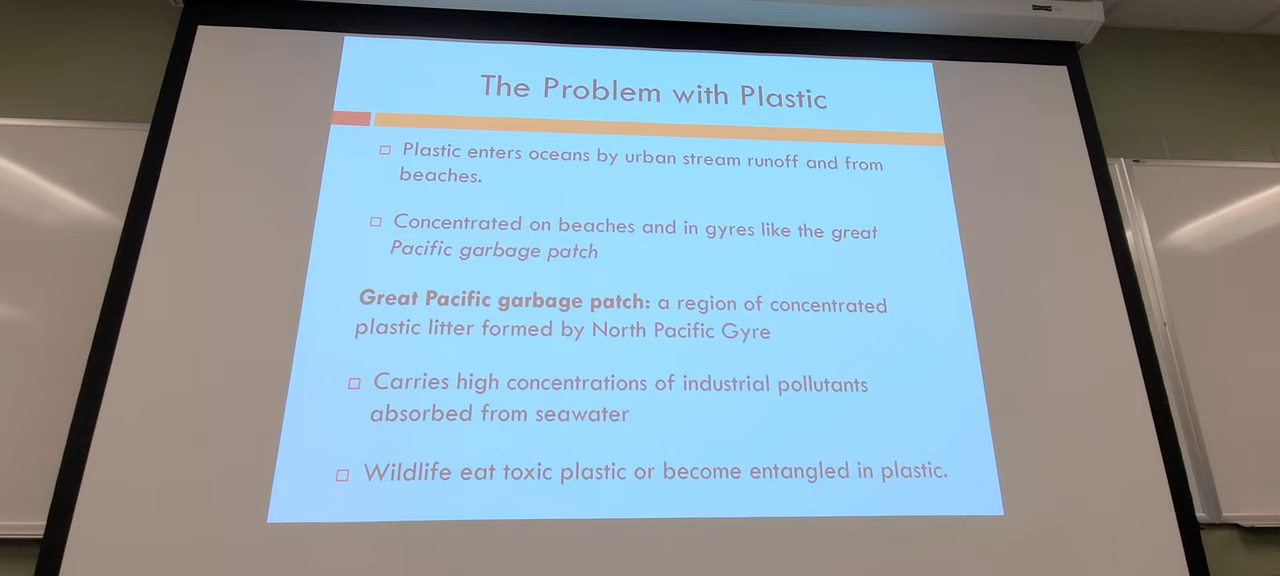 The Problem with Plastic
Plastic enters oceans by urban stream runoff and from
beaches.
Concentrated on beaches and in gyres like the great
Pacific garbage patch
Great Pacific garbage patch: a region of concentrated
plastic litter formed by North Pacific Gyre
Carries high concentrations of industrial pollutants
absorbed from seawater
Wildlife eat toxic plastic or become entangled in plastic.